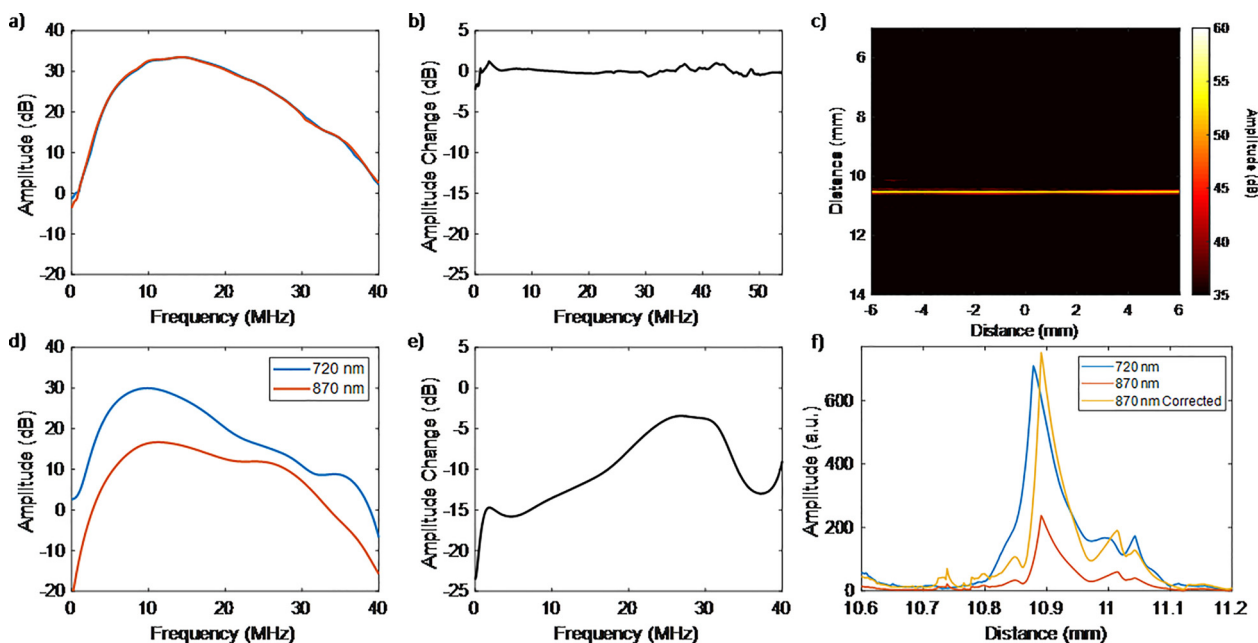 a)
Amplitude (dB)
40
30
20
10
0
-10
-20
0 10 20 30 40
Frequency (MHz)
b)
Amplitude Change (dB)
5
0
-5
-10
-15
-20
-25
0 10 20 30 40 50
Frequency (MHz)
c)
Distance (mm)
6
8
10
12
14
-6 -4 -2 0 2 4 6
Distance (mm)
60
55
50
45
40
35
Amplitude (dB)
d)
Amplitude (dB)
40
30
20
10
0
-10
-20
0 10 20 30 40
Frequency (MHz)
720 nm
870 nm
e)
Amplitude Change (dB)
5
0
-5
-10
-15
-20
-25
0 10 20 30 40
Frequency (MHz)
f)
Amplitude (a.u.)
600
400
200
0
10.6 10.7 10.8 10.9 11 11.1 11.2
Distance (mm)
720 nm
870 nm
870 nm Corrected